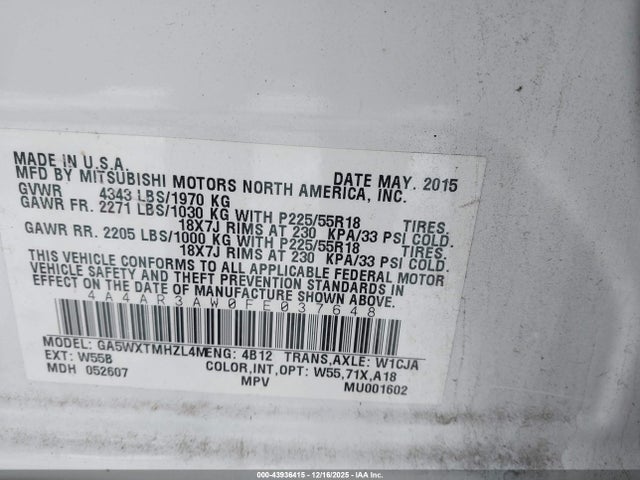 MADE IN U.S.A. DATE MAY. 2015
MFD BY MITSUBISHI MOTORS NORTH AMERICA, INC.
GVWR 4343 LBS/1970 KG
GAWR FR. 2271 LBS/1030 KG WITH P225/55R18 TIRES,
18X7J RIMS AT 230 KPA/33 PSI COLD.
GAWR RR. 2205 LBS/1000 KG WITH P225/55R18 TIRES,
18X7J RIMS AT 230 KPA/33 PSI COLD.
THIS VEHICLE CONFORMS TO ALL APPLICABLE FEDERAL MOTOR
VEHICLE SAFETY AND THEFT PREVENTION STANDARDS IN
EFFECT ON THE DATE OF MANUFACTURE SHOWN ABOVE.
4A4AR3AW0FE037648
MODEL: GA5WXTMHZL4M ENG: 4B12 TRANS,AXLE: W1CJA
EXT: W55B COLOR,INT,OPT: W55,71X,A18
MDH 052607 MPV MU001602
000-43936415 - 12/16/2025 - IAA Inc.